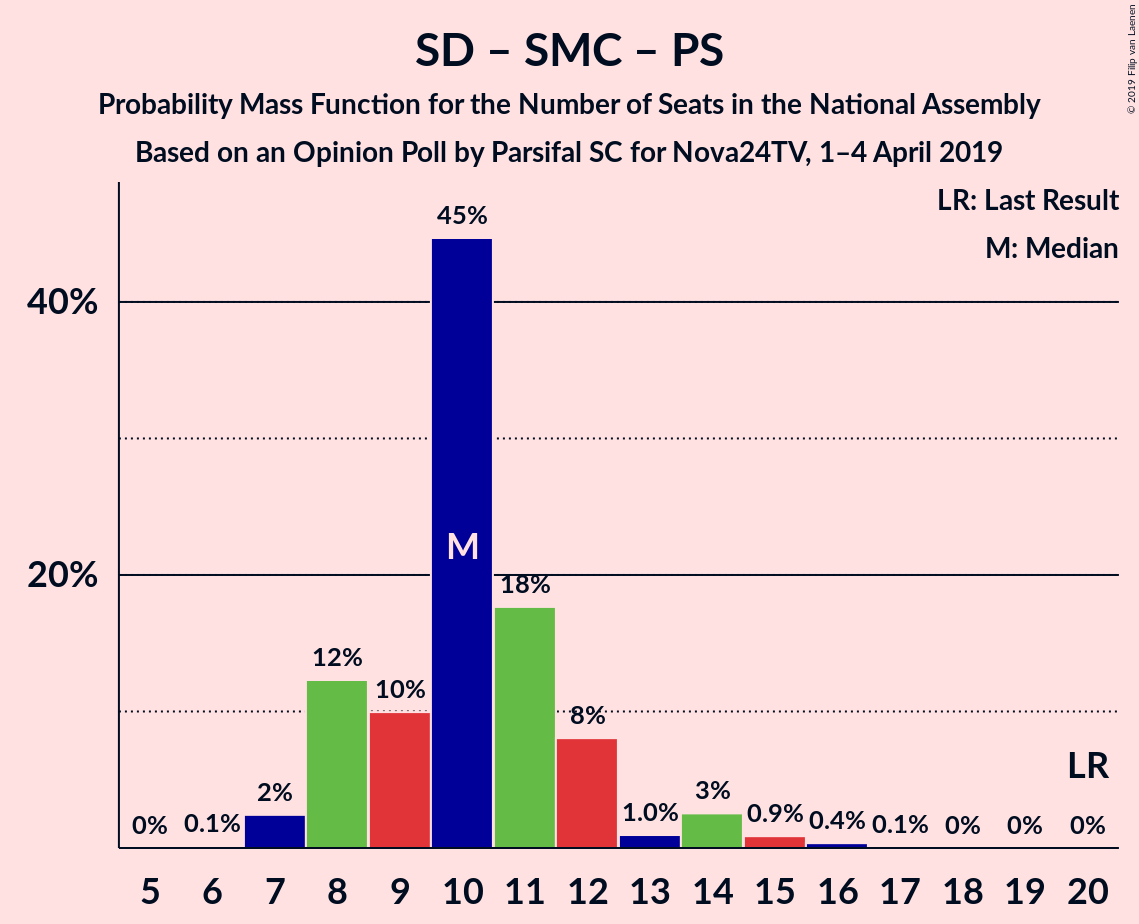 SD – SMC – PS
Probability Mass Function for the Number of Seats in the National Assembly
Based on an Opinion Poll by Parsifal SC for Nova24TV, 1–4 April 2019
© 2019 Filip van Laenen
LR: Last Result
M: Median
40%
20%
0%
0.1%
2%
12%
10%
45%
M
18%
8%
1.0%
3%
0.9%
0.4%
0.1%
0%
0%
0%
LR
5 6 7 8 9 10 11 12 13 14 15 16 17 18 19 20